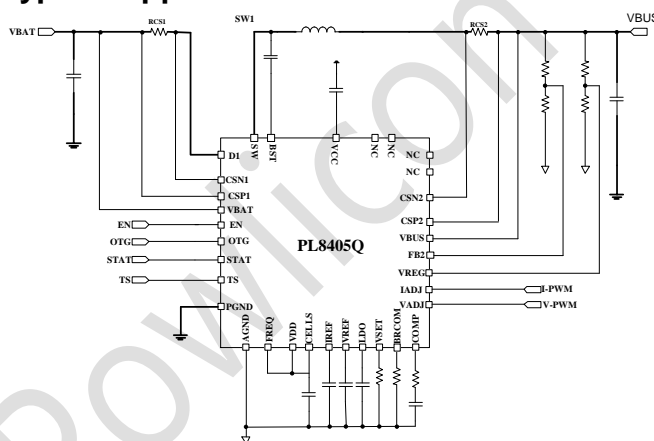 VBAT
RCS1
SW1
RCS2
VBUS
SW
BST
VCC
NC
NC
D1
CSN1
CSP1
VBAT
EN
EN
OTG
OTG
STAT
STAT
TS
TS
PGND
PL8405Q
NC
NC
CSN2
CSP2
VBUS
FB2
VREG
IADJ
I-PWM
VADJ
V-PWM
AGND
FREQ
VDD
CELLS
IREF
VREF
LDO
VSET
BRCOM
COMP
Powlicon